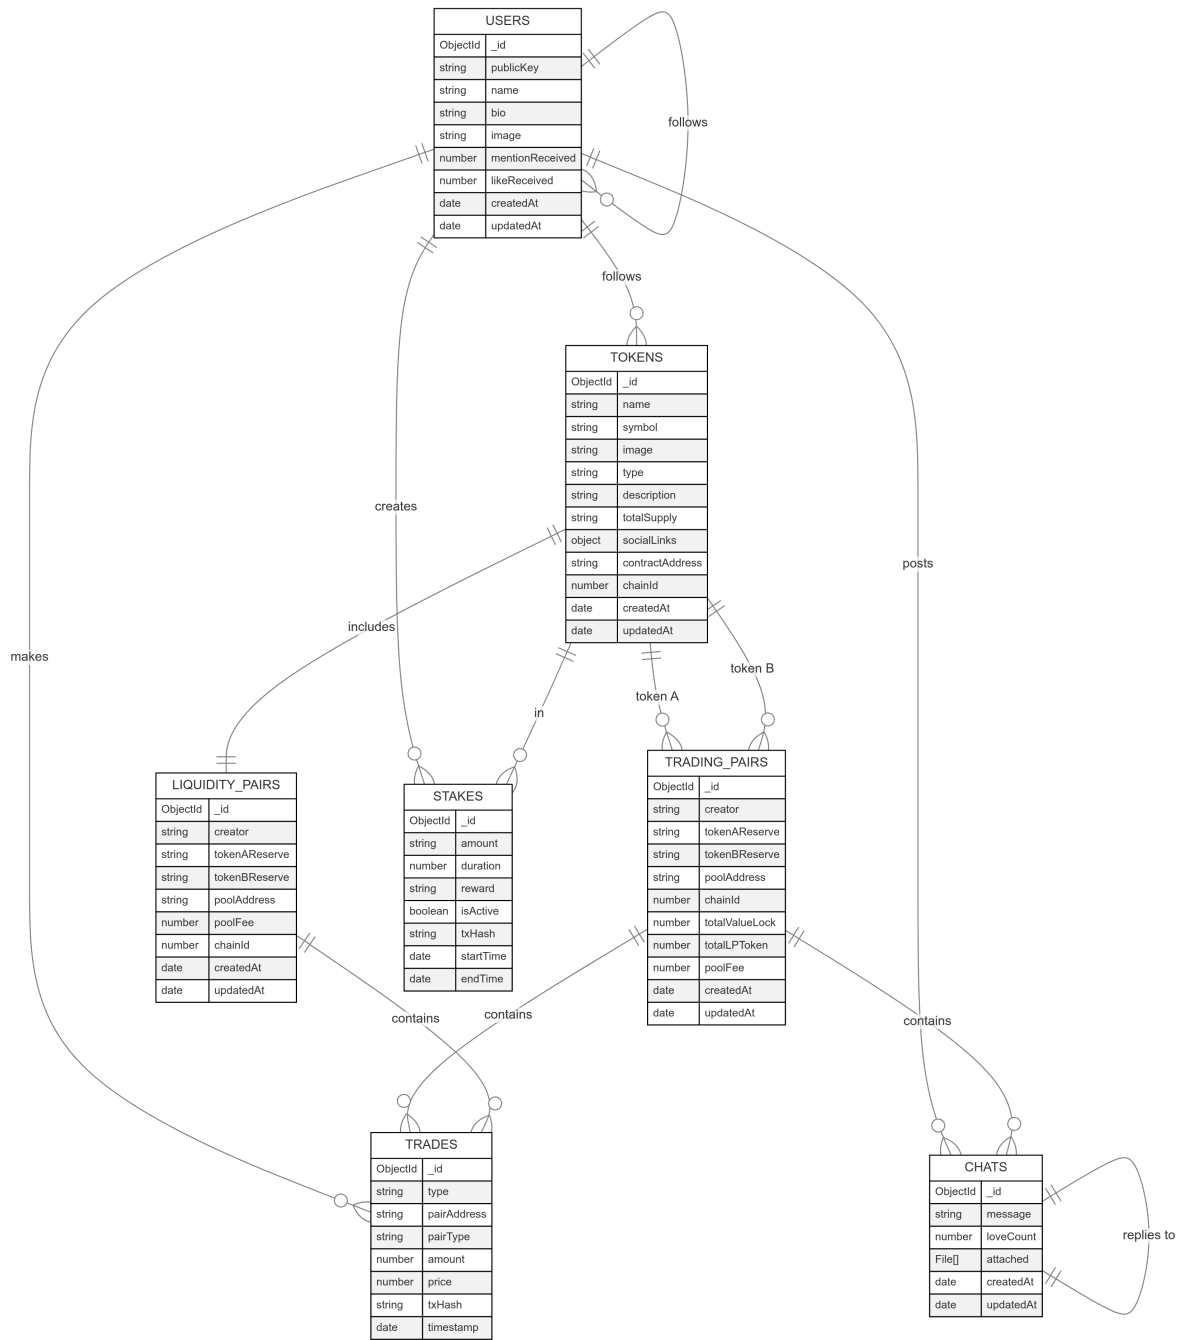 USERS
ObjectId _id
string publicKey
string name
string bio
string image
number mentionReceived
number likeReceived
date createdAt
date updatedAt
follows
follows
TOKENS
ObjectId _id
string name
string symbol
string image
string type
string description
string totalSupply
object socialLinks
string contractAddress
number chainId
date createdAt
date updatedAt
creates
posts
includes
makes
token B
token A
in
LIQUIDITY_PAIRS
ObjectId _id
string creator
string tokenAReserve
string tokenBReserve
string poolAddress
number poolFee
number chainId
date createdAt
date updatedAt
STAKES
ObjectId _id
string amount
number duration
string reward
boolean isActive
string txHash
date startTime
date endTime
TRADING_PAIRS
ObjectId _id
string creator
string tokenAReserve
string tokenBReserve
string poolAddress
number chainId
number totalValueLock
number totalLPToken
number poolFee
date createdAt
date updatedAt
contains
contains
contains
TRADES
ObjectId _id
string type
string pairAddress
string pairType
number amount
number price
string txHash
date timestamp
CHATS
ObjectId _id
string message
number loveCount
File[] attached
date createdAt
date updatedAt
replies to